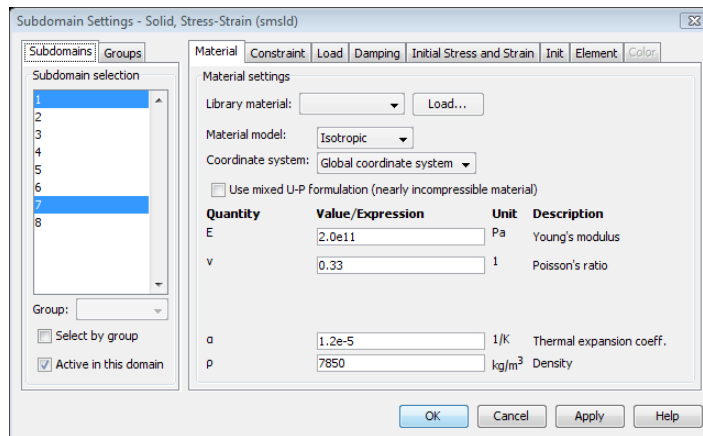 Subdomain Settings - Solid, Stress-Strain (smsld)
Subdomains Groups
Subdomain selection
1
2
3
4
5
6
7
8
Group:
Select by group
Active in this domain
Material Constraint Load Damping Initial Stress and Strain Init Element Color
Material settings
Library material: Load...
Material model: Isotropic
Coordinate system: Global coordinate system
Use mixed U-P formulation (nearly incompressible material)
Quantity Value/Expression Unit Description
E 2.0e11 Pa Young's modulus
ν 0.33 1 Poisson's ratio
α 1.2e-5 1/K Thermal expansion coeff.
ρ 7850 kg/m³ Density
OK Cancel Apply Help